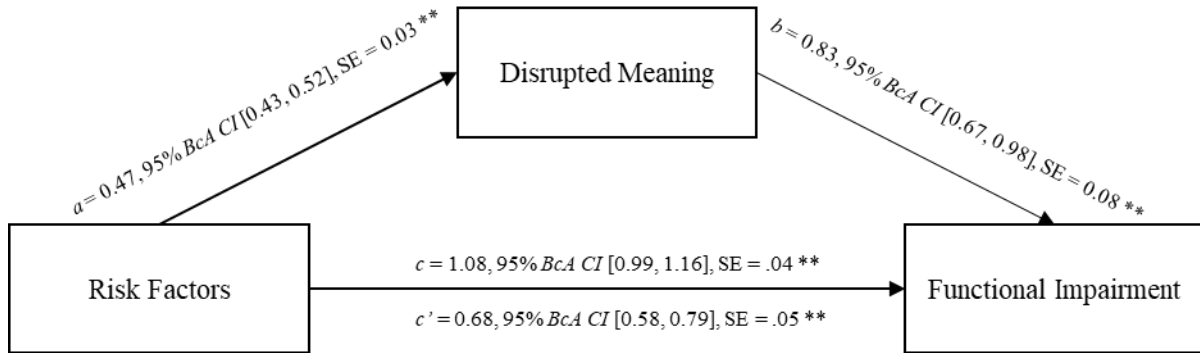 Disrupted Meaning
a = 0.47, 95% BcA CI [0.43, 0.52], SE = 0.03 **
b = 0.83, 95% BcA CI [0.67, 0.98], SE = 0.08 **
Risk Factors
c = 1.08, 95% BcA CI [0.99, 1.16], SE = .04 **
c’ = 0.68, 95% BcA CI [0.58, 0.79], SE = .05 **
Functional Impairment